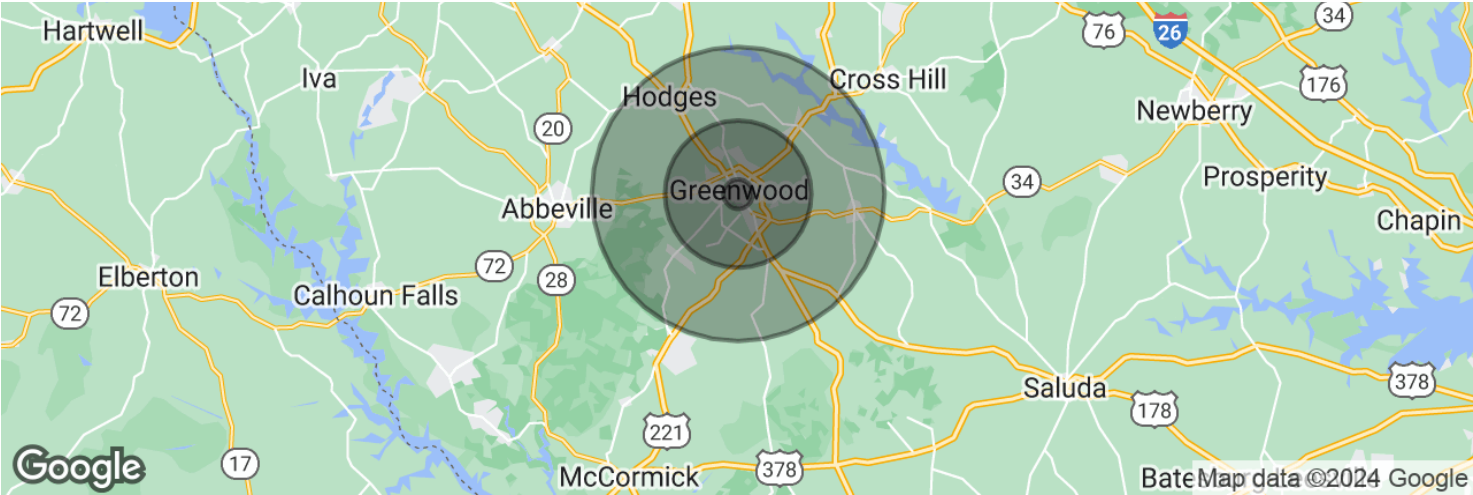 Hartwell
Iva
Hodges
Cross Hill
76
26
34
176
Newberry
20
Greenwood
34
Prosperity
Abbeville
Chapin
72
28
Elberton
Calhoun Falls
72
Saluda
378
178
221
17
McCormick
378
Google
Map data ©2024 Google